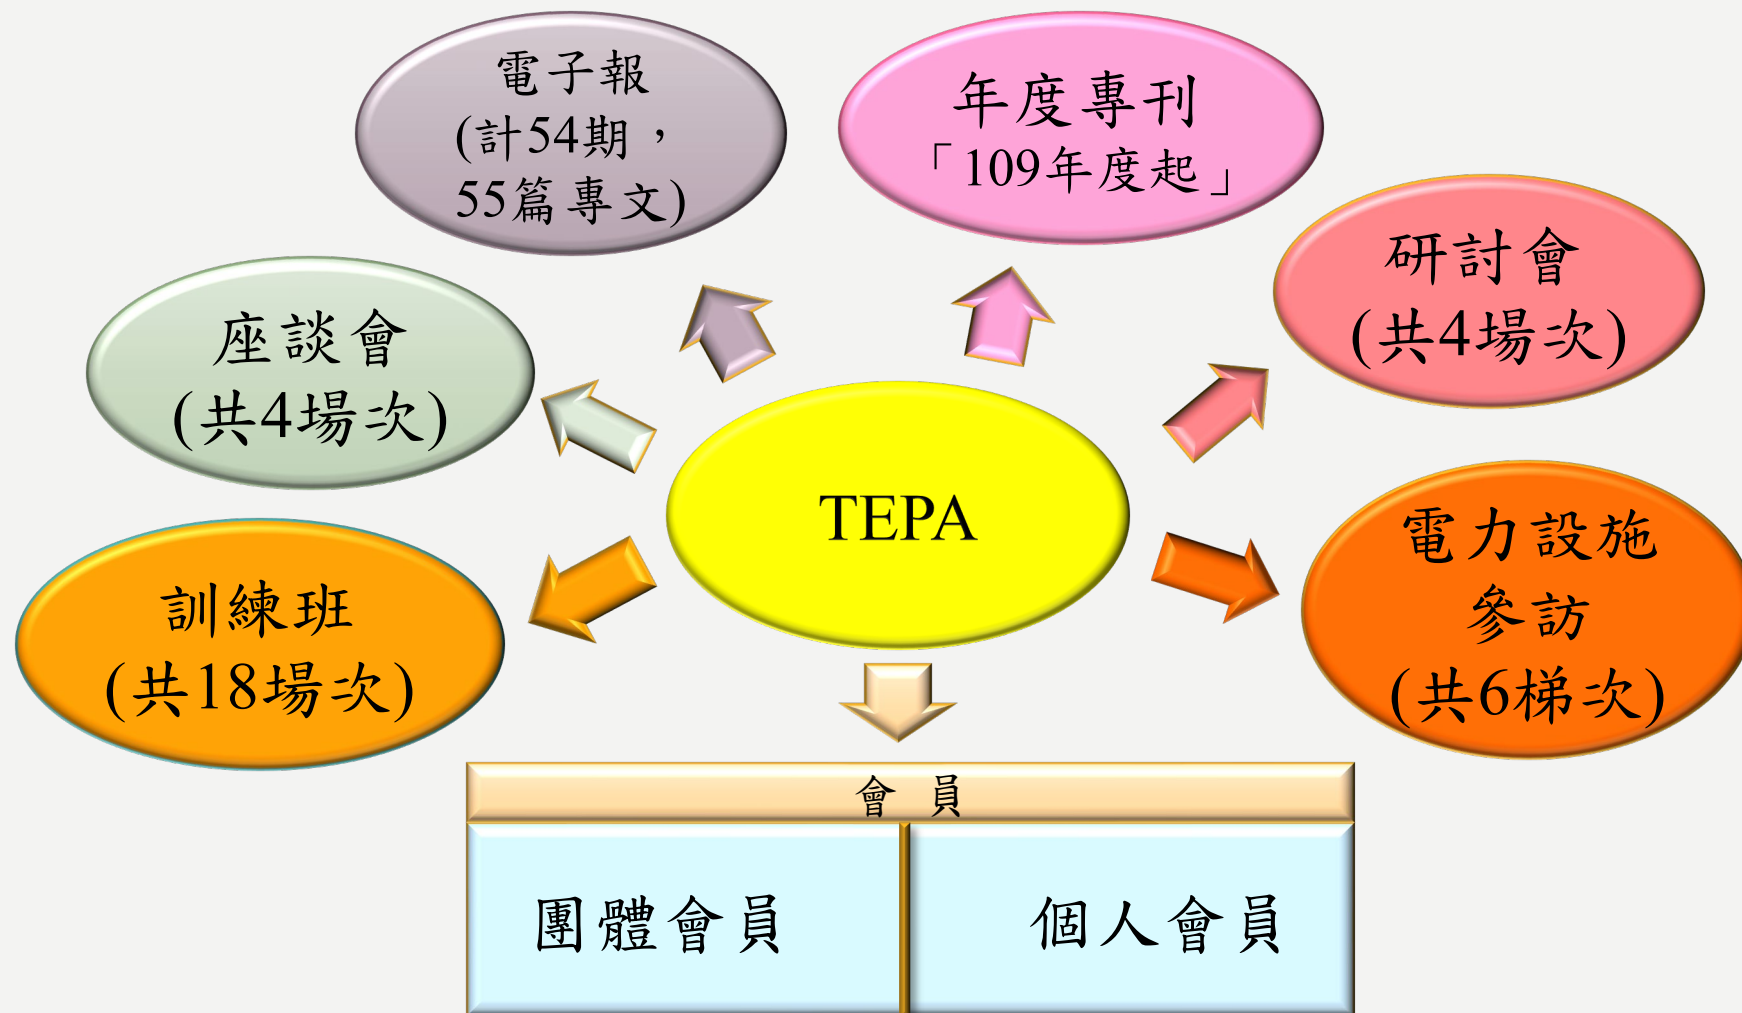 電子報
(計54期，
55篇專文)
年度專刊
「109年度起」
研討會
(共4場次)
座談會
(共4場次)
TEPA
電力設施
參訪
(共6梯次)
訓練班
(共18場次)
會 員
團體會員
個人會員